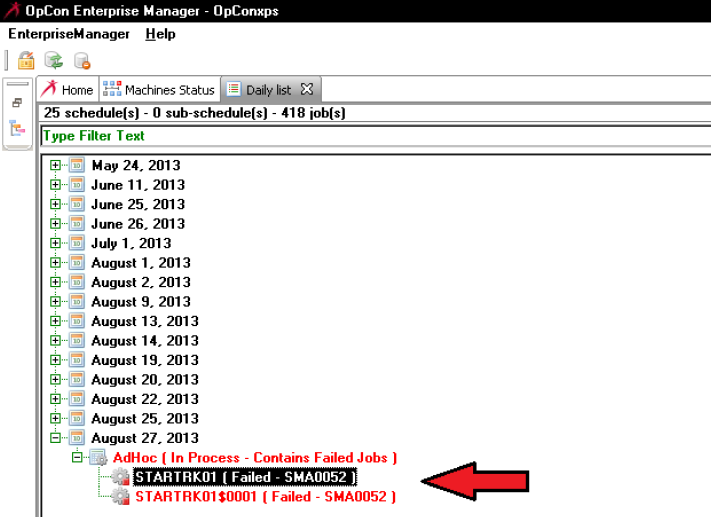 OpCon Enterprise Manager - OpConxps
EnterpriseManager Help
Home Machines Status Daily list
25 schedule(s) - 0 sub-schedule(s) - 418 job(s)
Type Filter Text
May 24, 2013
June 11, 2013
June 25, 2013
June 26, 2013
July 1, 2013
August 1, 2013
August 2, 2013
August 9, 2013
August 13, 2013
August 14, 2013
August 19, 2013
August 20, 2013
August 22, 2013
August 25, 2013
August 27, 2013
AdHoc ( In Process - Contains Failed Jobs )
STARTRK01 ( Failed - SMA0052 )
STARTRK01$0001 ( Failed - SMA0052 )